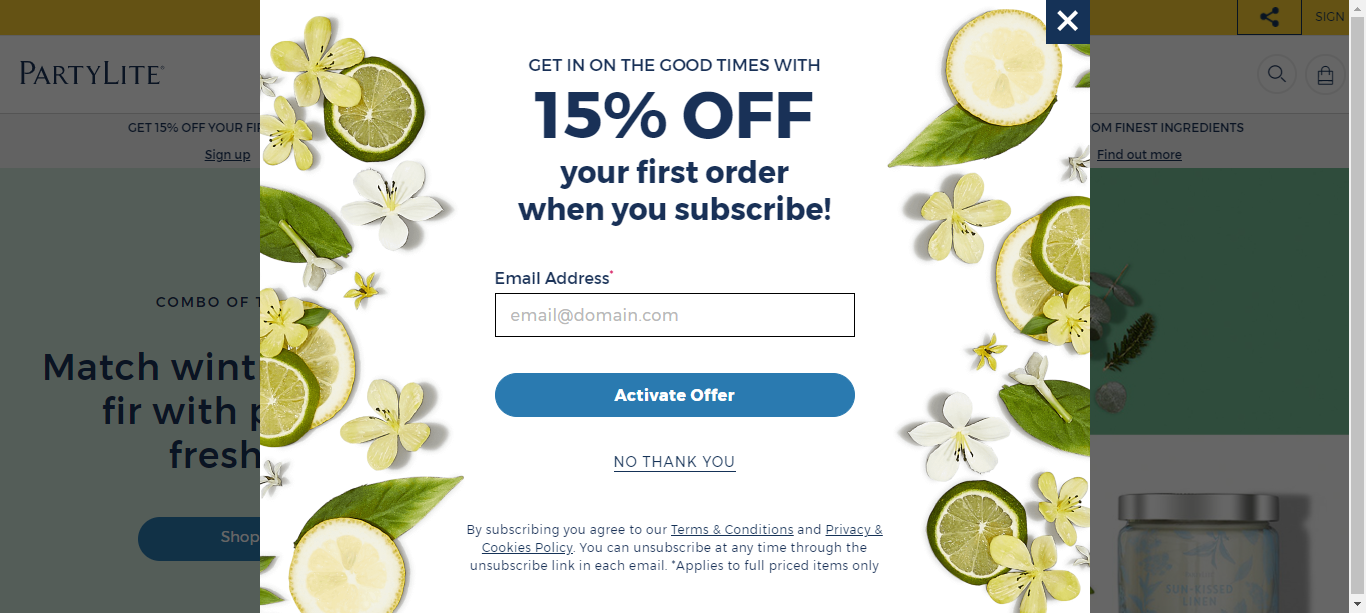 SIGN
PARTYLITE
GET 15% OFF YOUR
OM FINEST INGREDIENTS
Sign up
Find out more
COMBO OF
Match wint
fir with
fresh
Shop
GET IN ON THE GOOD TIMES WITH
15% OFF
your first order
when you subscribe!
Email Address*
email@domain.com
Activate Offer
NO THANK YOU
By subscribing you agree to our Terms & Conditions and Privacy &
Cookies Policy. You can unsubscribe at any time through the
unsubscribe link in each email. *Applies to full priced items only
SUN-KISSED
LINEN